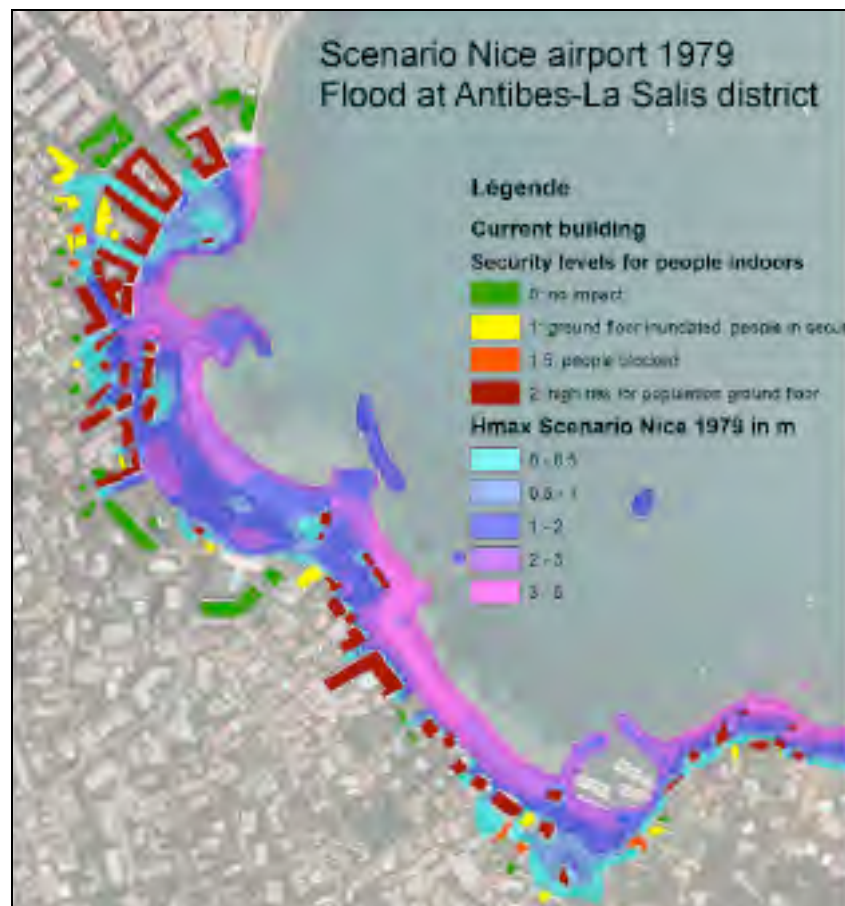 Scenario Nice airport 1979
Flood at Antibes-La Salis district
Légende
Current building
Security levels for people indoors
0: no impact
1: ground floor inundated, people in secu
1.5: people blocked
2: high risk for population ground floor
Hmax Scenario Nice 1979 in m
0 - 0.5
0.5 - 1
1 - 2
2 - 3